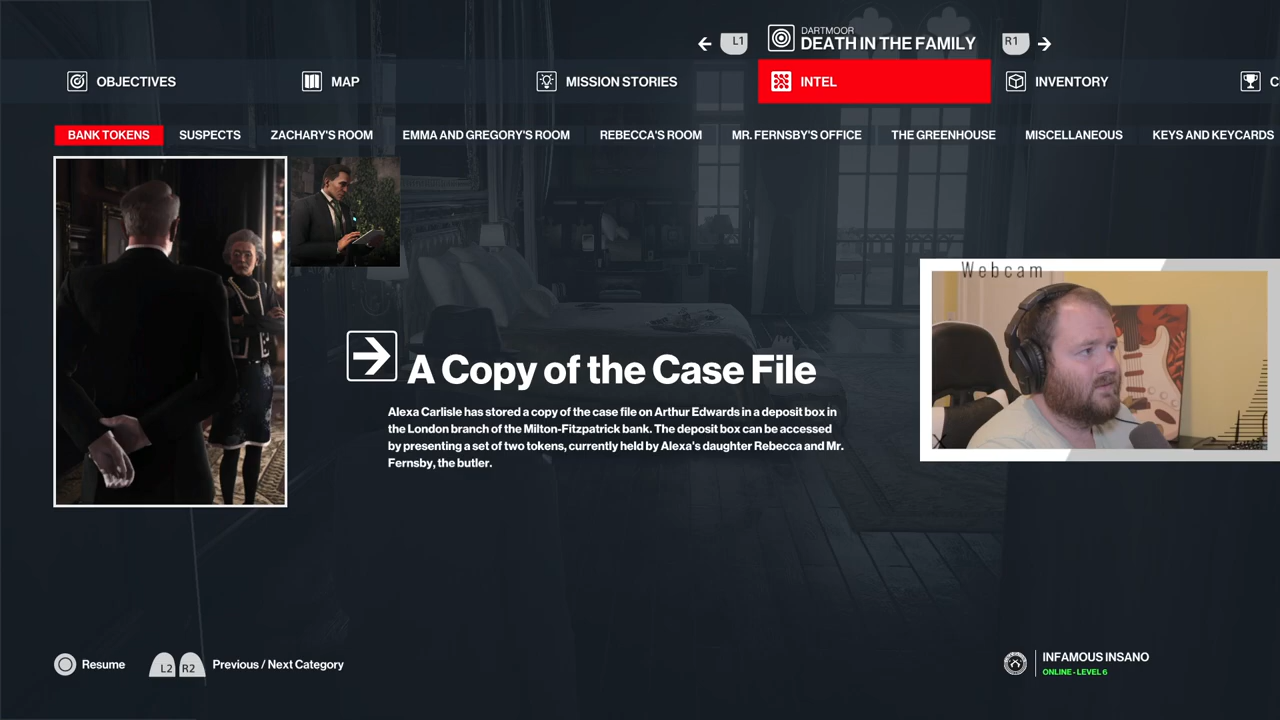 DARTMOOR
L1 DEATH IN THE FAMILY R1
OBJECTIVES MAP MISSION STORIES INTEL INVENTORY C
BANK TOKENS SUSPECTS ZACHARY'S ROOM EMMA AND GREGORY'S ROOM REBECCA'S ROOM MR. FERNSBY'S OFFICE THE GREENHOUSE MISCELLANEOUS KEYS AND KEYCARDS
Webcam
A Copy of the Case File
Alexa Carlisle has stored a copy of the case file on Arthur Edwards in a deposit box in
the London branch of the Milton-Fitzpatrick bank. The deposit box can be accessed
by presenting a set of two tokens, currently held by Alexa's daughter Rebecca and Mr.
Fernsby, the butler.
Resume L2 R2 Previous / Next Category
INFAMOUS INSANO
ONLINE - LEVEL 6